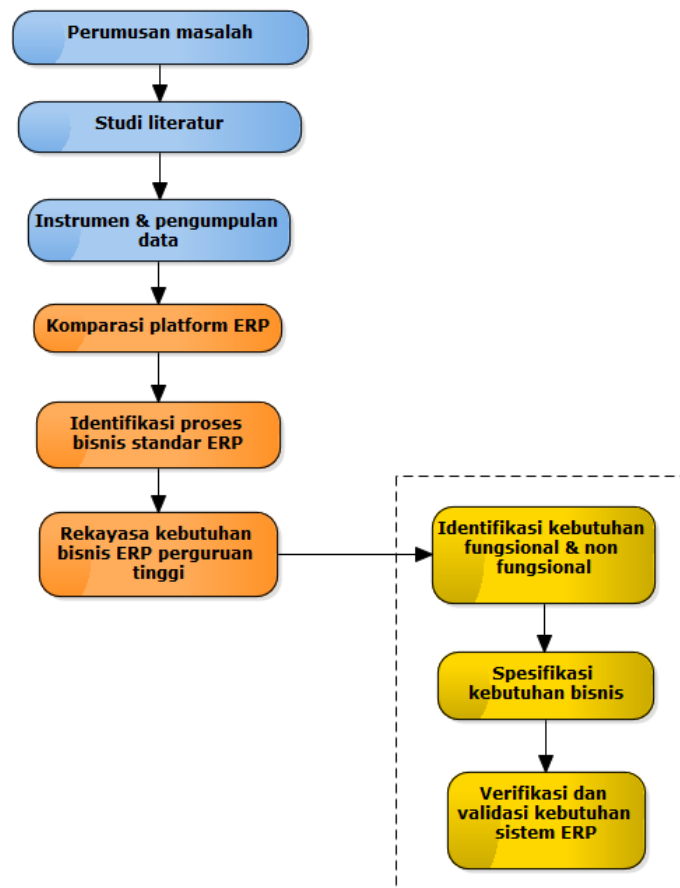 Perumusan masalah
Studi literatur
Instrumen & pengumpulan
data
Komparasi platform ERP
Identifikasi proses
bisnis standar ERP
Rekayasa kebutuhan
bisnis ERP perguruan
tinggi
Identifikasi kebutuhan
fungsional & non
fungsional
Spesifikasi
kebutuhan bisnis
Verifikasi dan
validasi kebutuhan
sistem ERP